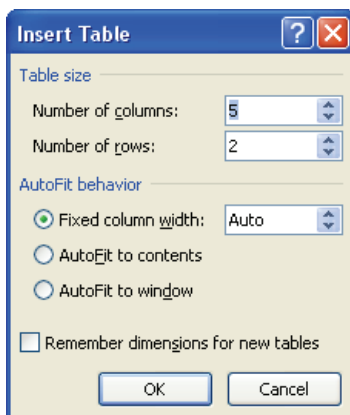 Insert Table
Table size
Number of columns: 5
Number of rows: 2
AutoFit behavior
Fixed column width: Auto
AutoFit to contents
AutoFit to window
Remember dimensions for new tables
OK Cancel